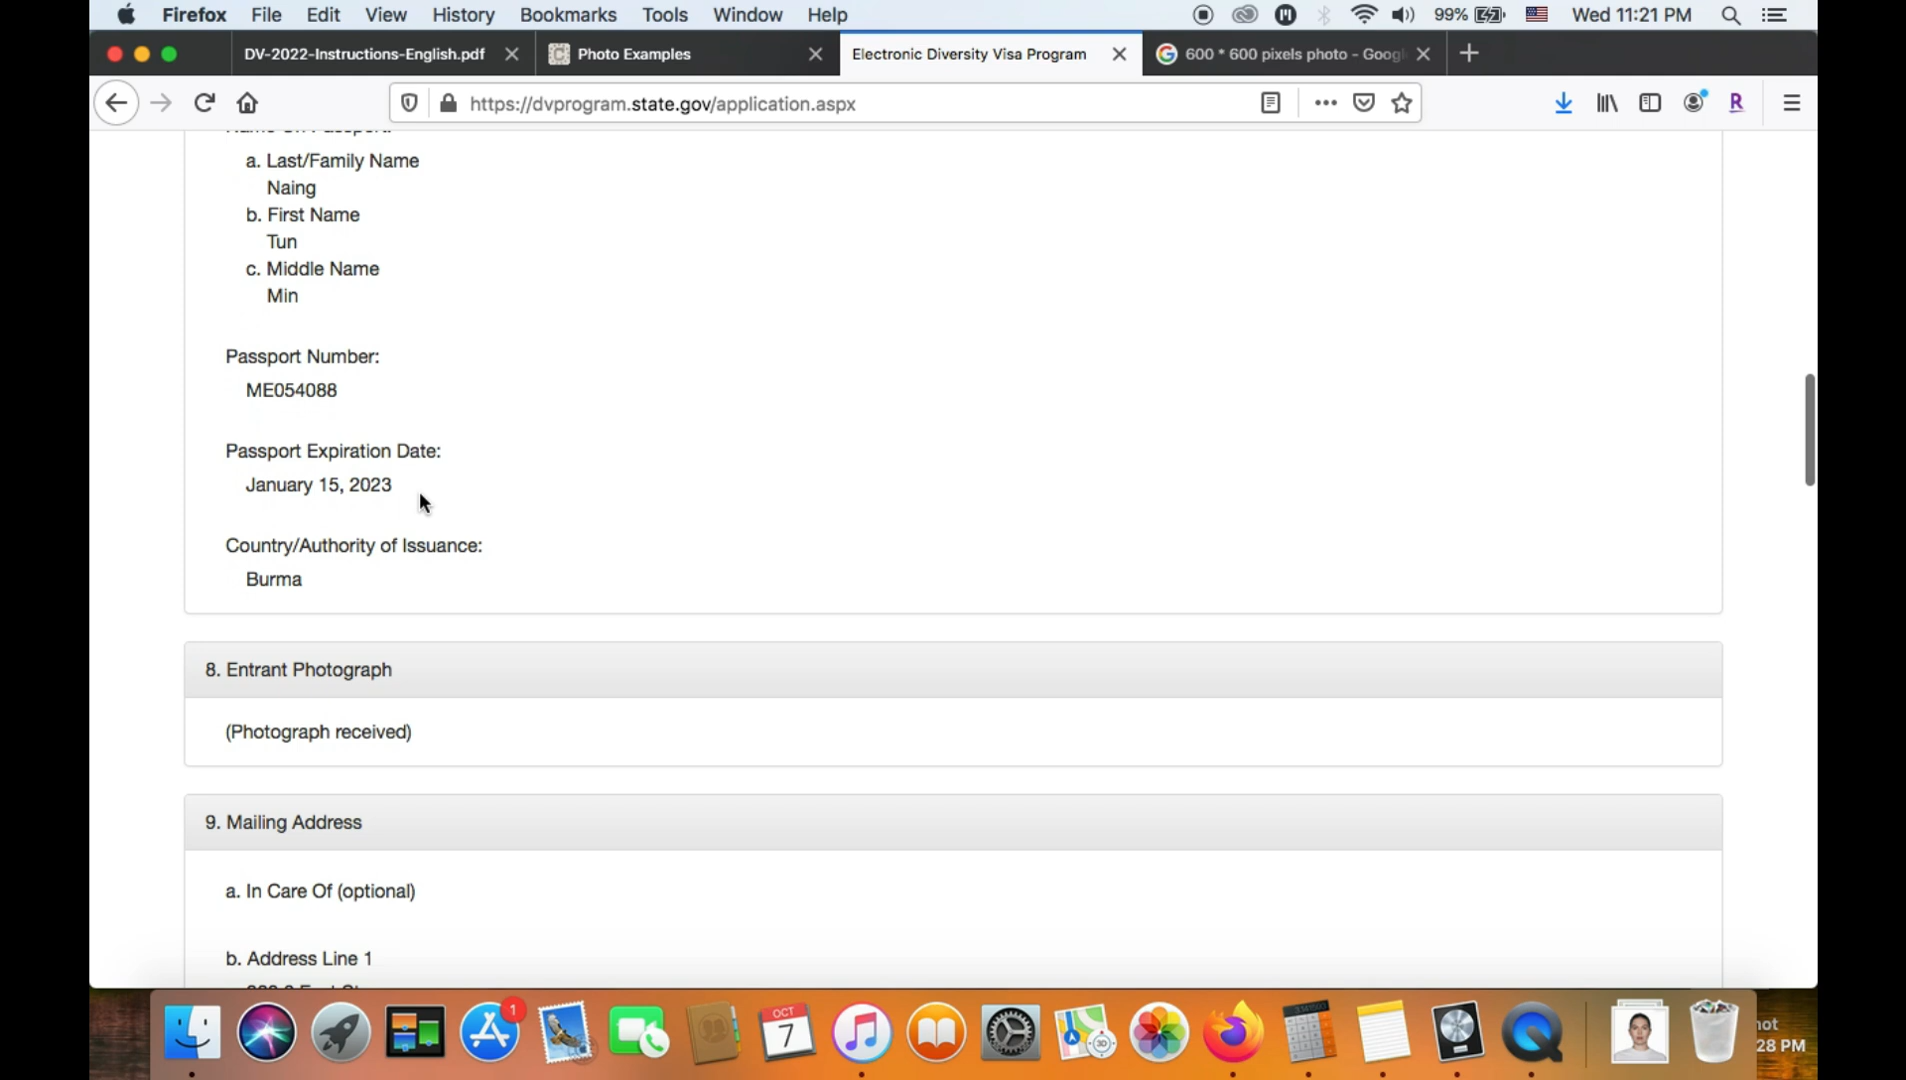 Firefox File Edit View History Bookmarks Tools Window Help 99% Wed 11:21 PM
DV-2022-Instructions-English.pdf Photo Examples Electronic Diversity Visa Program 600 * 600 pixels photo - Goog
https://dvprogram.state.gov/application.aspx
a. Last/Family Name
Naing
b. First Name
Tun
c. Middle Name
Min
Passport Number:
ME054088
Passport Expiration Date:
January 15, 2023
Country/Authority of Issuance:
Burma
8. Entrant Photograph
(Photograph received)
9. Mailing Address
a. In Care Of (optional)
b. Address Line 1
1
OCT
7
3D
28 PM